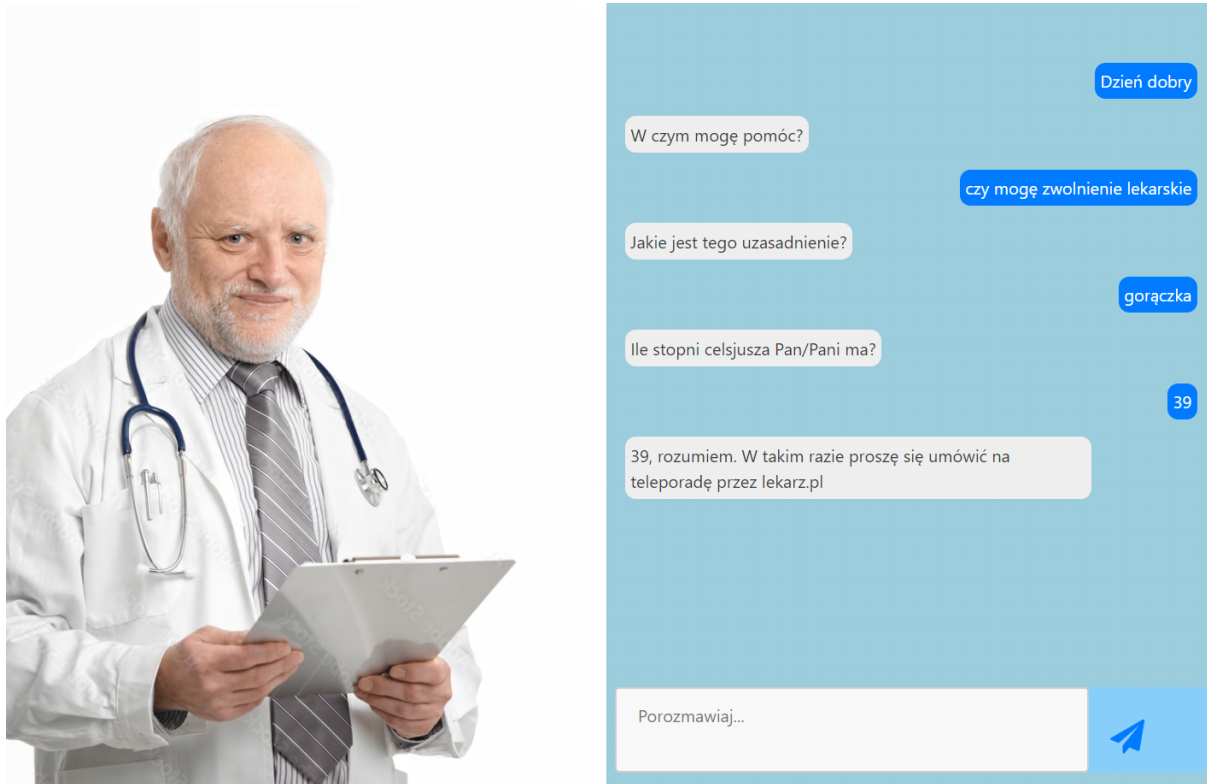 Dzień dobry
W czym mogę pomóc?
czy mogę zwolnienie lekarskie
Jakie jest tego uzasadnienie?
gorączka
Ile stopni celsjusza Pan/Pani ma?
39
39, rozumiem. W takim razie proszę się umówić na
teleporadę przez lekarz.pl
Porozmawiaj...